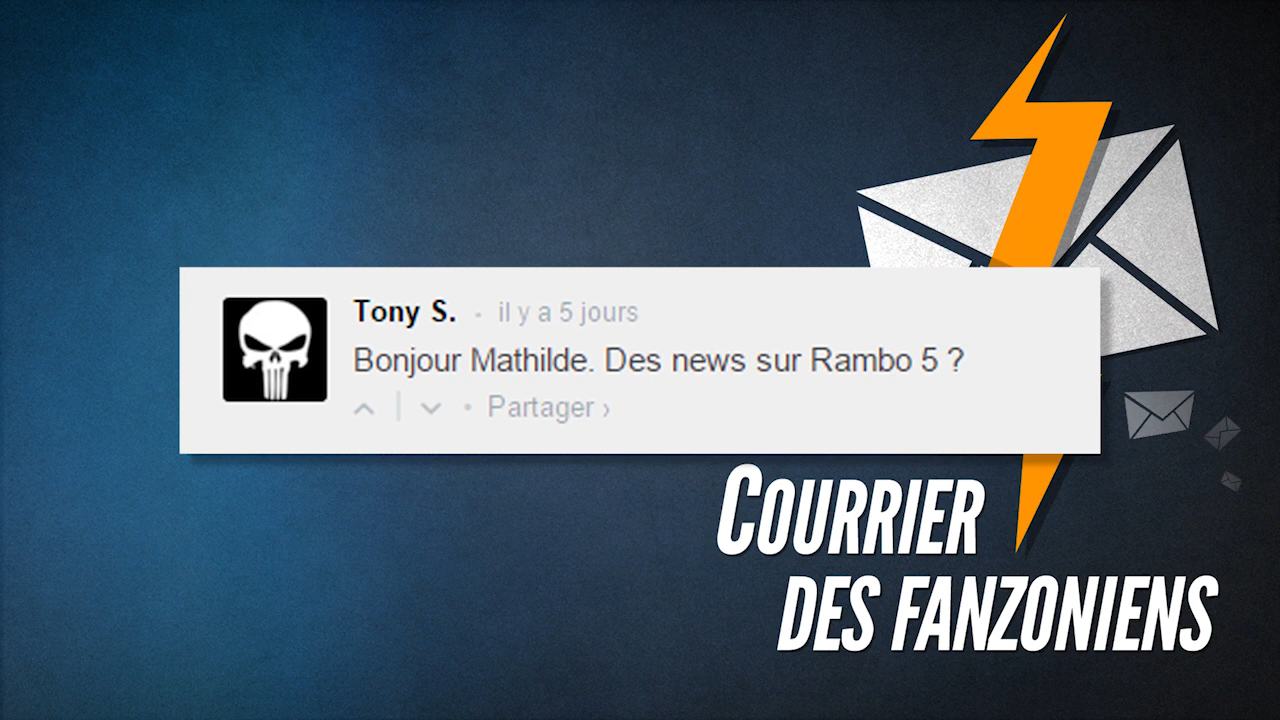 Tony S. • il y a 5 jours
Bonjour Mathilde. Des news sur Rambo 5 ?
• Partager ›
COURRIER
DES FANZONIENS